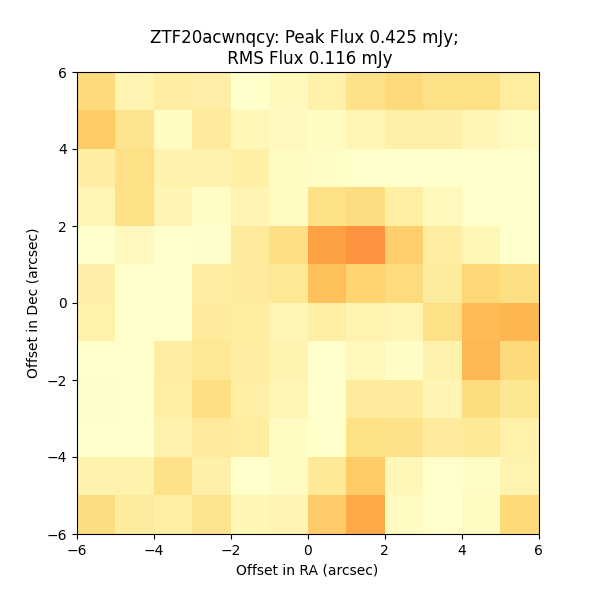 ZTF20acwnqcy: Peak Flux 0.425 mJy;
RMS Flux 0.116 mJy
6
4
2
0
−2
−4
−6
Offset in Dec (arcsec)
−6 −4 −2 0 2 4 6
Offset in RA (arcsec)